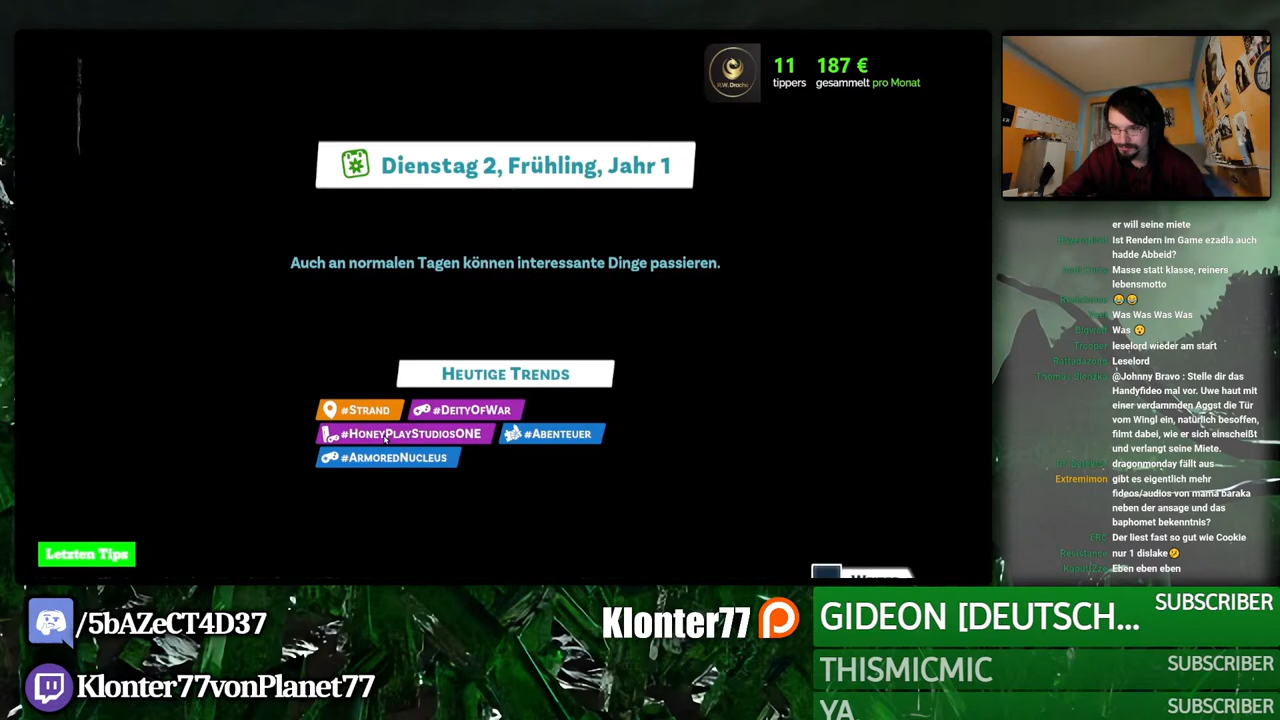 11 187 €
tippers gesammelt pro Monat
Dienstag 2, Frühling, Jahr 1
Auch an normalen Tagen können interessante Dinge passieren.
Heutige Trends
#Strand #DeityOfWar
#HoneyPlayStudiosONE #Abenteuer
#ArmoredNucleus
Letzten Tips
er will seine miete
Ist Rendern im Game ezadla auch
hadde Abbeid?
Masse statt klasse, reiners
lebensmotto
Was Was Was Was
Was
Trooper leselord wieder am start
Leselord
@Johnny Bravo : Stelle dir das
Handyfideo mal vor. Uwe haut mit
einer verdammden Aggst die Tür
vom Wingl ein, natürlich besoffen,
filmt dabei, wie er sich einscheißt
und verlangt seine Miete.
dragonmonday fällt aus
Extremimon gibt es eigentlich mehr
fideos/audios von mama baraka
neben der ansage und das
baphomet bekenntnis?
ERC Der liest fast so gut wie Cookie
Resistanse nur 1 dislake
Eben eben eben
/5bAZeCT4D37
Klonter77vonPlanet77
Klonter77
GIDEON [DEUTSCH... SUBSCRIBER
THISMICMIC SUBSCRIBER
YA SUBSCRIBER